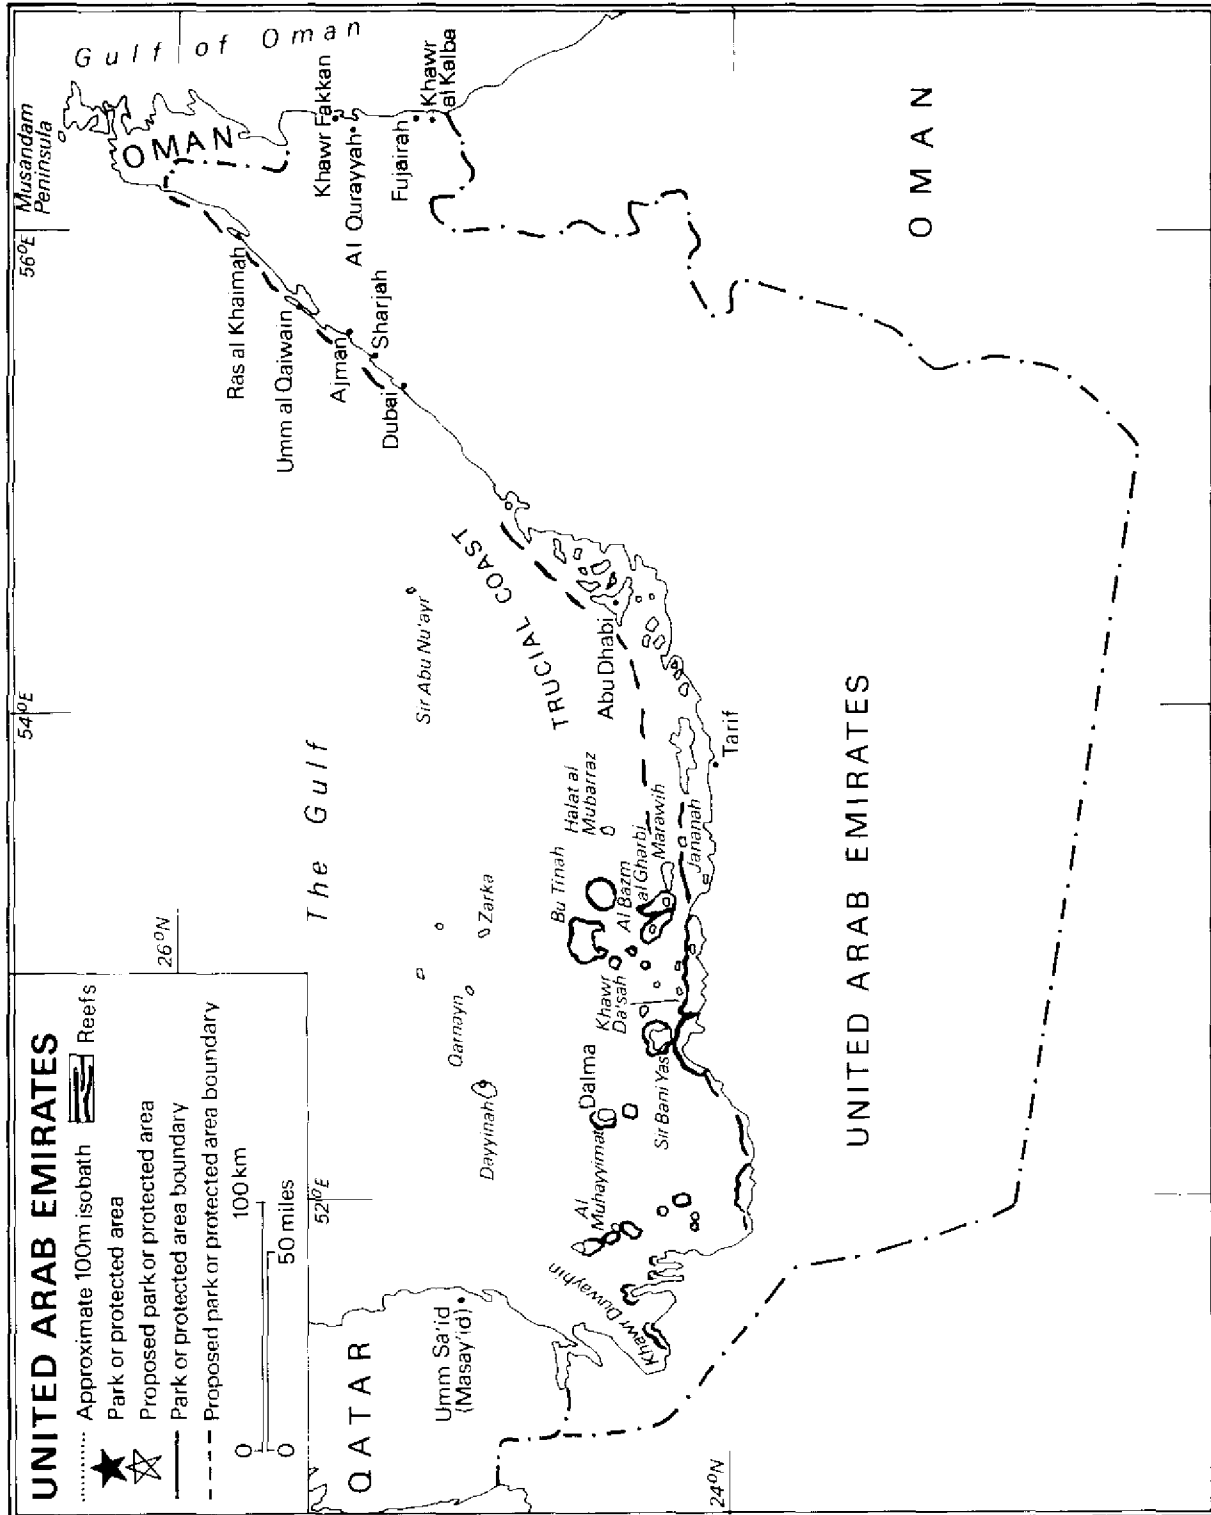 UNITED ARAB EMIRATES
Approximate 100m isobath
Reefs
Park or protected area
Proposed park or protected area
Park or protected area boundary
Proposed park or protected area boundary
0 100km
0 50 miles
52°E
54°E
56°E
26°N
24°N
Musandam
Peninsula
Gulf of Oman
OMAN
Ras al Khaimah
Umm al Qaiwain
Ajman
Sharjah
Dubai
Khawr Fakkan
Al Qurayyah
Fujairah
Khawr
al Kalba
The Gulf
Sir Abu Nu'ayr
TRUCIAL COAST
Abu Dhabi
Zarka
Qarnayn
Dayyinah
Halat al
Mubarraz
Bu Tinah
Al Bazm
al Gharbi
Marawih
Jananah
Tarif
Khawr
Da'sah
Dalma
Sir Bani Yas
Al
Muhayyimat
Khawr Duwayhin
QATAR
Umm Sa'id
(Masay'id)
UNITED ARAB EMIRATES
OMAN